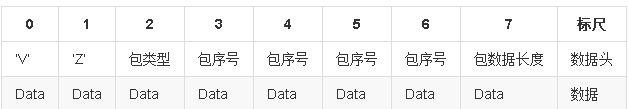 0 1 2 3 4 5 6 7 标尺
'V' 'Z' 包类型 包序号 包序号 包序号 包序号 包数据长度 数据头
Data Data Data Data Data Data Data Data 数据